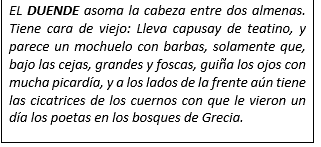 EL DUENDE asoma la cabeza entre dos almenas.
Tiene cara de viejo: Lleva capusay de teatino, y
parece un mochuelo con barbas, solamente que,
bajo las cejas, grandes y foscas, guiña los ojos con
mucha picardía, y a los lados de la frente aún tiene
las cicatrices de los cuernos con que le vieron un
día los poetas en los bosques de Grecia.